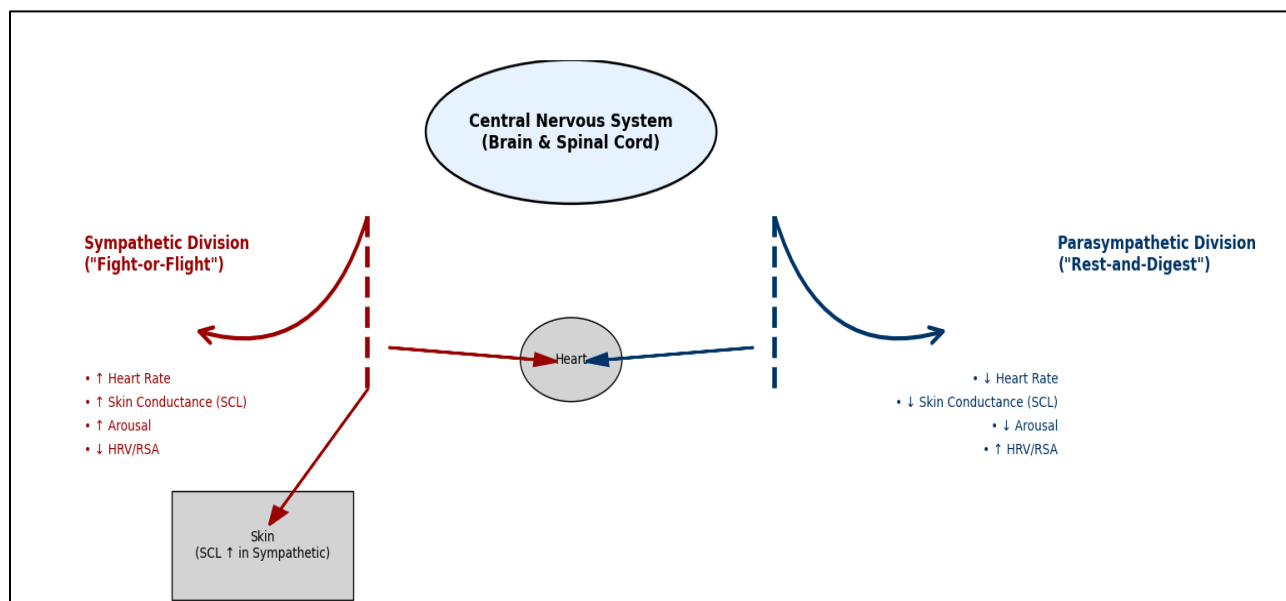 Central Nervous System
(Brain & Spinal Cord)
Sympathetic Division
("Fight-or-Flight")
Parasympathetic Division
("Rest-and-Digest")
Heart
• ↑ Heart Rate
• ↑ Skin Conductance (SCL)
• ↑ Arousal
• ↓ HRV/RSA
• ↓ Heart Rate
• ↓ Skin Conductance (SCL)
• ↓ Arousal
• ↑ HRV/RSA
Skin
(SCL ↑ in Sympathetic)